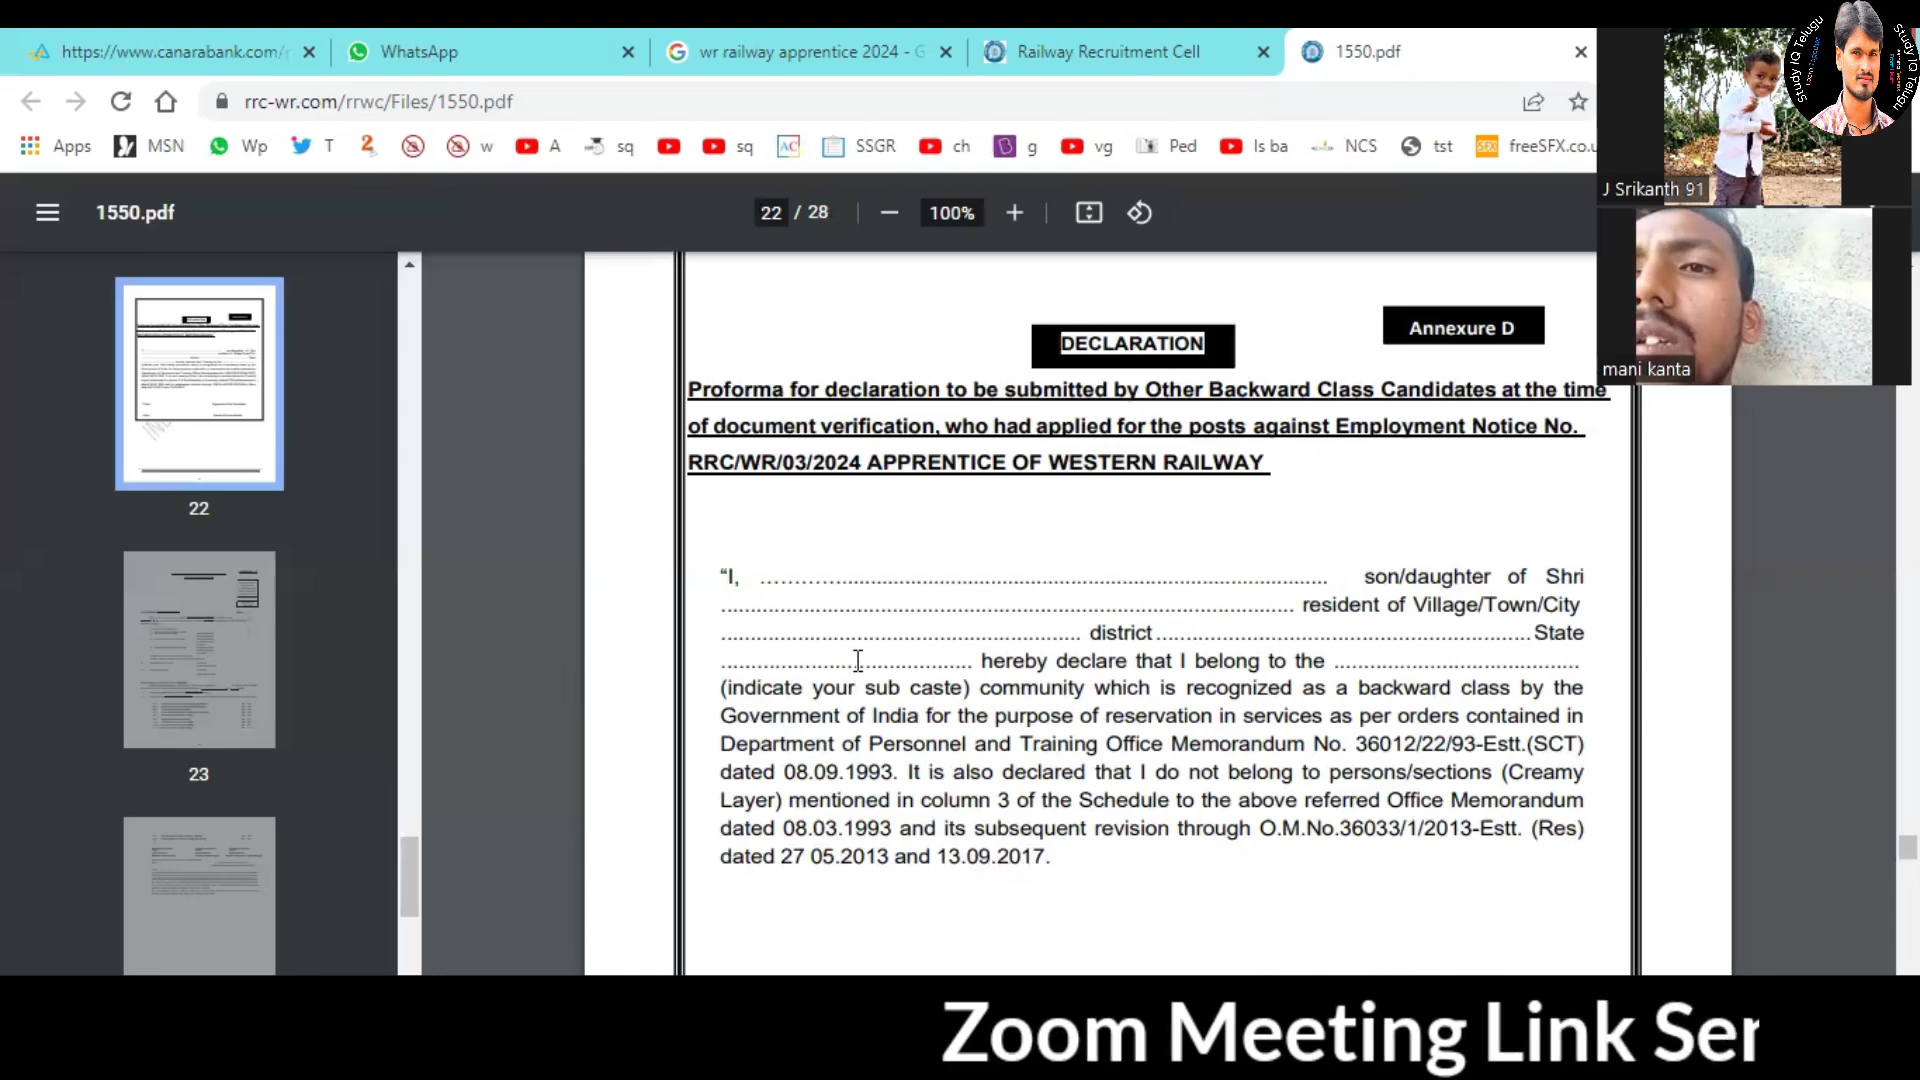 https://www.canarabank.com/
WhatsApp
wr railway apprentice 2024 - G
Railway Recruitment Cell
1550.pdf
rrc-wr.com/rrwc/Files/1550.pdf
Apps MSN Wp T w A sq sq AC SSGR ch g vg Ped Is ba NCS tst SFX freeSFX.co.u
Study IQ Telugu
Study IQ Telugu
J Srikanth 91
mani kanta
1550.pdf
22 / 28
100%
22
23
Annexure D
DECLARATION
Proforma for declaration to be submitted by Other Backward Class Candidates at the time
of document verification, who had applied for the posts against Employment Notice No.
RRC/WR/03/2024 APPRENTICE OF WESTERN RAILWAY
“I, ................................................................................................ son/daughter of Shri
................................................................................................ resident of Village/Town/City
............................................................. district................................................................State
.......................................... hereby declare that I belong to the ..........................................
(indicate your sub caste) community which is recognized as a backward class by the
Government of India for the purpose of reservation in services as per orders contained in
Department of Personnel and Training Office Memorandum No. 36012/22/93-Estt.(SCT)
dated 08.09.1993. It is also declared that I do not belong to persons/sections (Creamy
Layer) mentioned in column 3 of the Schedule to the above referred Office Memorandum
dated 08.03.1993 and its subsequent revision through O.M.No.36033/1/2013-Estt. (Res)
dated 27 05.2013 and 13.09.2017.
Zoom Meeting Link Ser